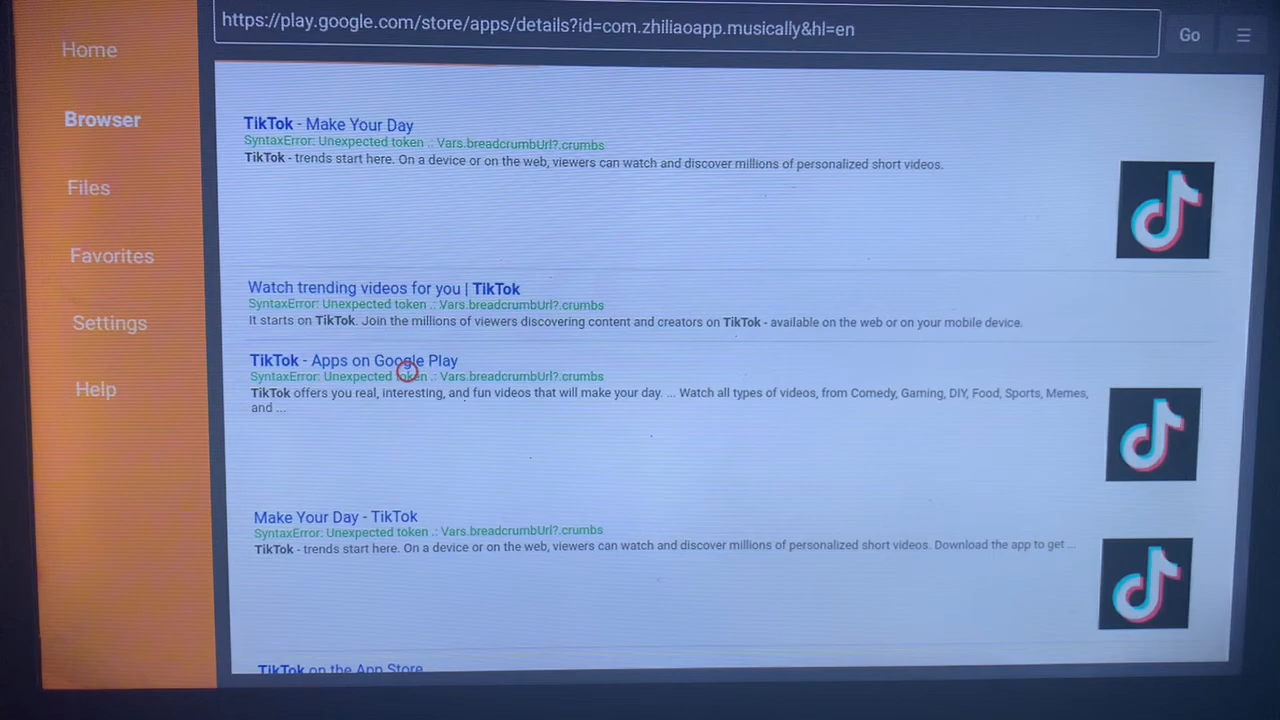 https://play.google.com/store/apps/details?id=com.zhiliaoapp.musically&hl=en
Go
Home
Browser
Files
Favorites
Settings
Help
TikTok - Make Your Day
SyntaxError: Unexpected token .: Vars.breadcrumbUrl?.crumbs
TikTok - trends start here. On a device or on the web, viewers can watch and discover millions of personalized short videos.
Watch trending videos for you | TikTok
SyntaxError: Unexpected token .: Vars.breadcrumbUrl?.crumbs
It starts on TikTok. Join the millions of viewers discovering content and creators on TikTok - available on the web or on your mobile device.
TikTok - Apps on Google Play
SyntaxError: Unexpected token .: Vars.breadcrumbUrl?.crumbs
TikTok offers you real, interesting, and fun videos that will make your day. ... Watch all types of videos, from Comedy, Gaming, DIY, Food, Sports, Memes,
and ...
Make Your Day - TikTok
SyntaxError: Unexpected token .: Vars.breadcrumbUrl?.crumbs
TikTok - trends start here. On a device or on the web, viewers can watch and discover millions of personalized short videos. Download the app to get ...
TikTok on the App Store